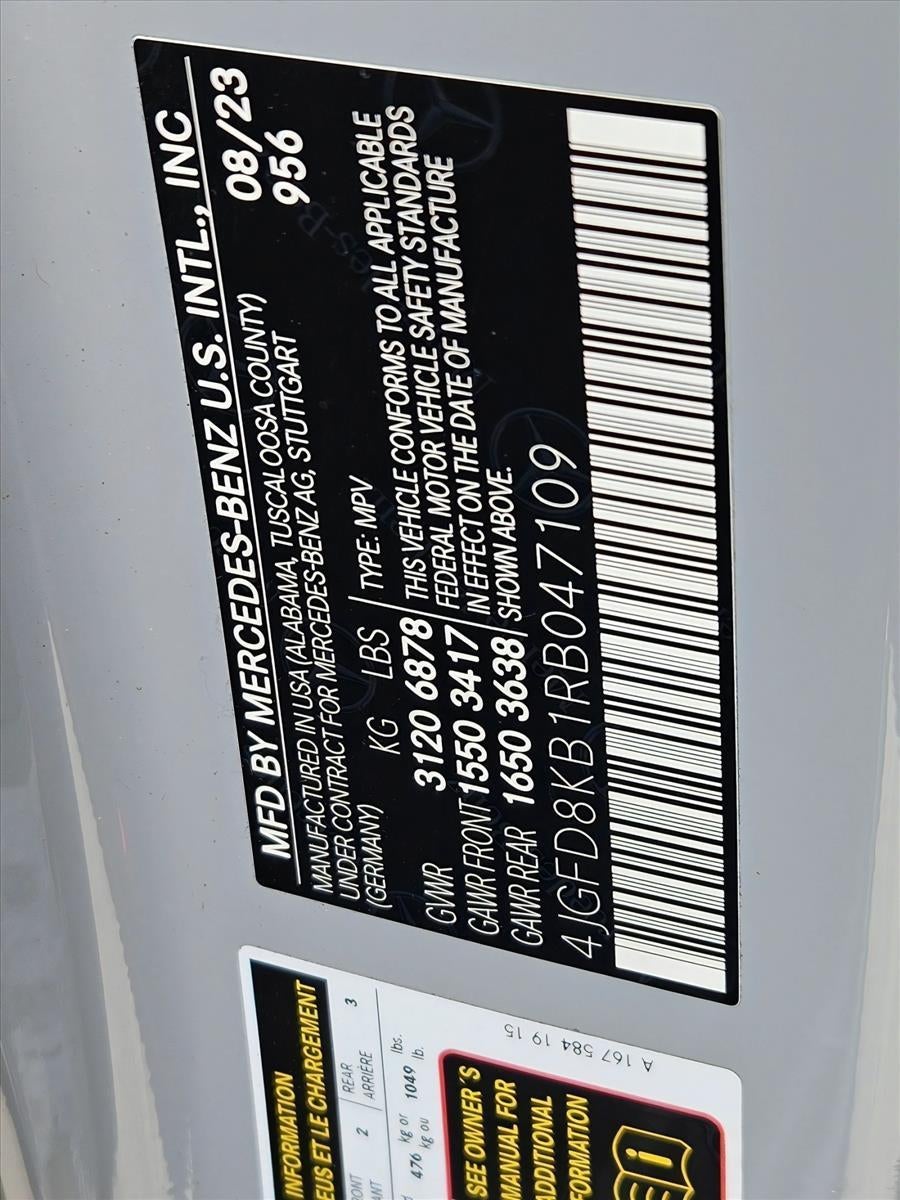 MFD BY MERCEDES-BENZ U.S. INTL., INC
MANUFACTURED IN USA (ALABAMA, TUSCALOOSA COUNTY) 08/23
UNDER CONTRACT FOR MERCEDES-BENZ AG, STUTTGART 956
(GERMANY)
KG LBS TYPE: MPV
GVWR 3120 6878 THIS VEHICLE CONFORMS TO ALL APPLICABLE
GAWR FRONT 1550 3417 FEDERAL MOTOR VEHICLE SAFETY STANDARDS
GAWR REAR 1650 3638 IN EFFECT ON THE DATE OF MANUFACTURE
SHOWN ABOVE.
4JGFD8KB1RB047109
INFORMATION
EUS ET LE CHARGEMENT
2 REAR 3
ARRIÈRE
476 kg or 1049 lbs.
kg ou lb.
SEE OWNER'S
MANUAL FOR
ADDITIONAL
FORMATION
i
A 167 584 19 15